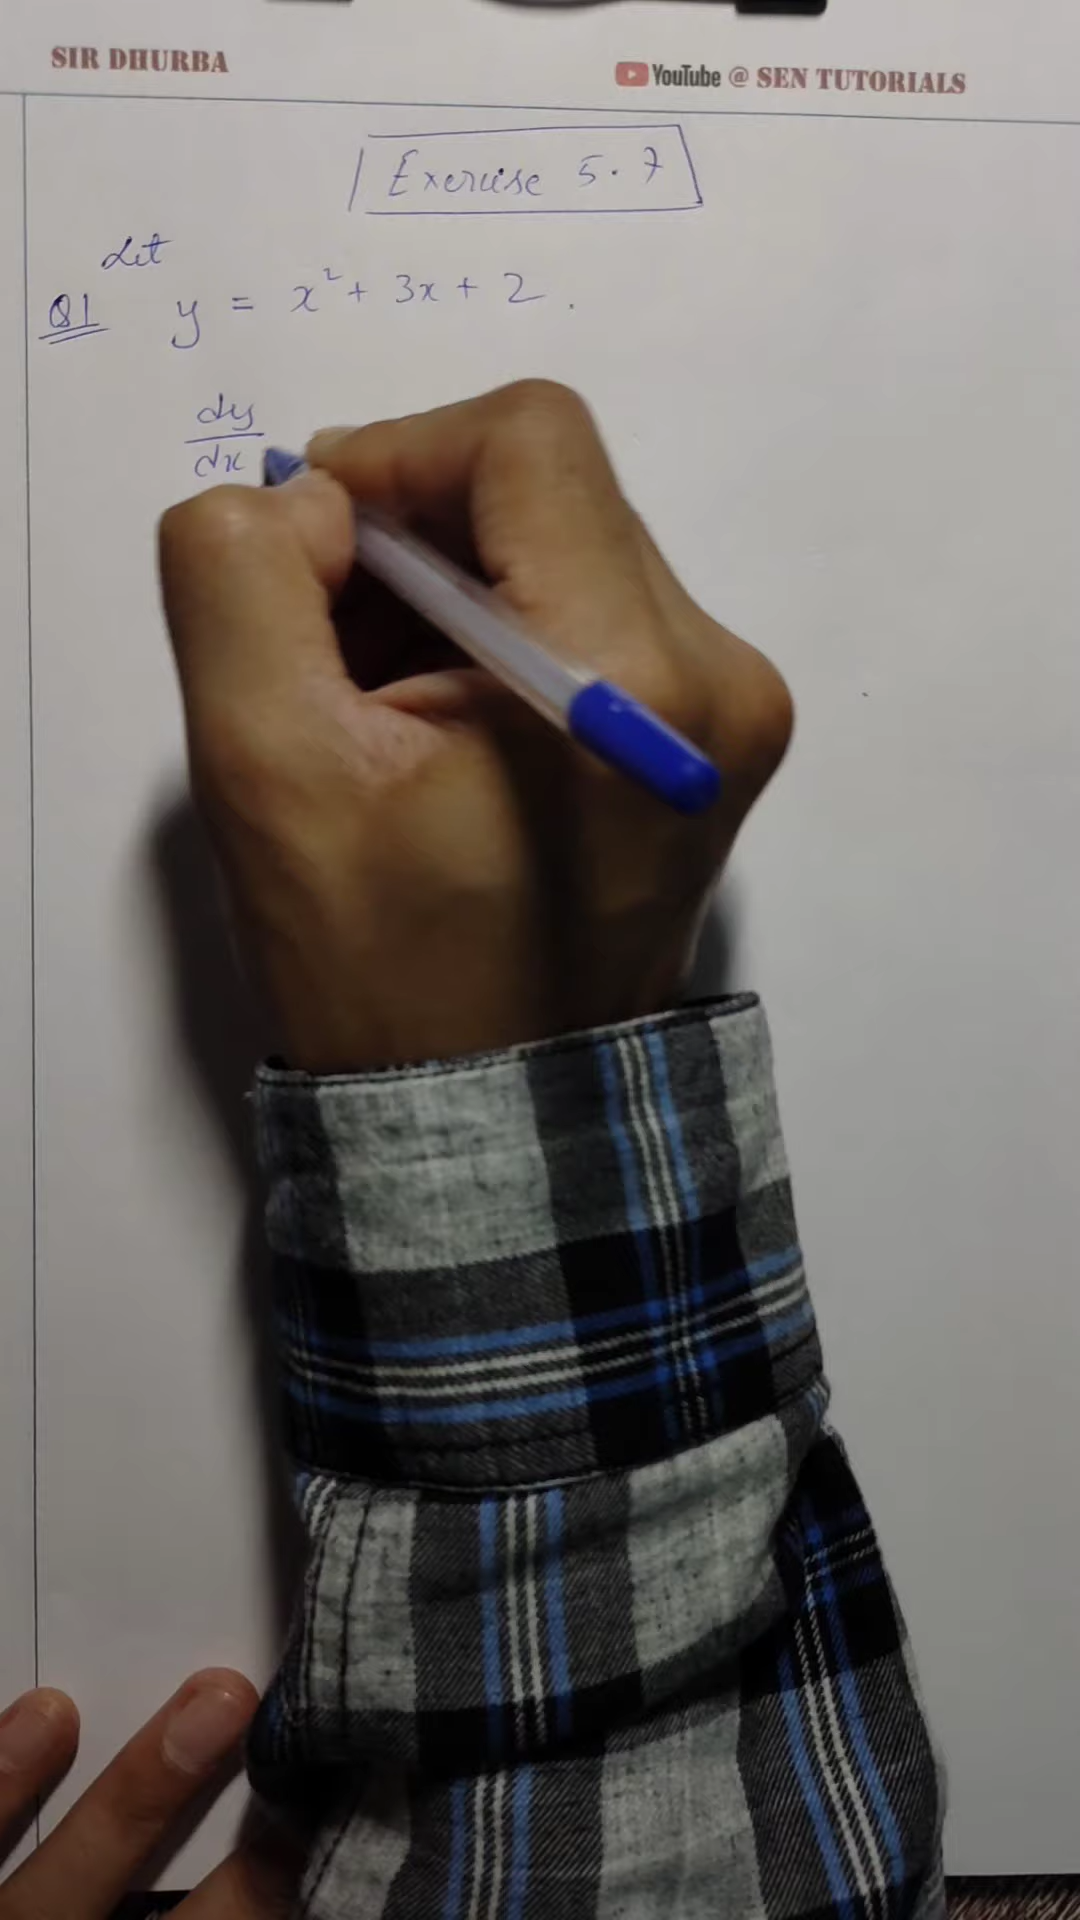 SIR DHURBA
YouTube @ SEN TUTORIALS
Exercise 5.7
Let
Q1 y = x² + 3x + 2.
dy
dx